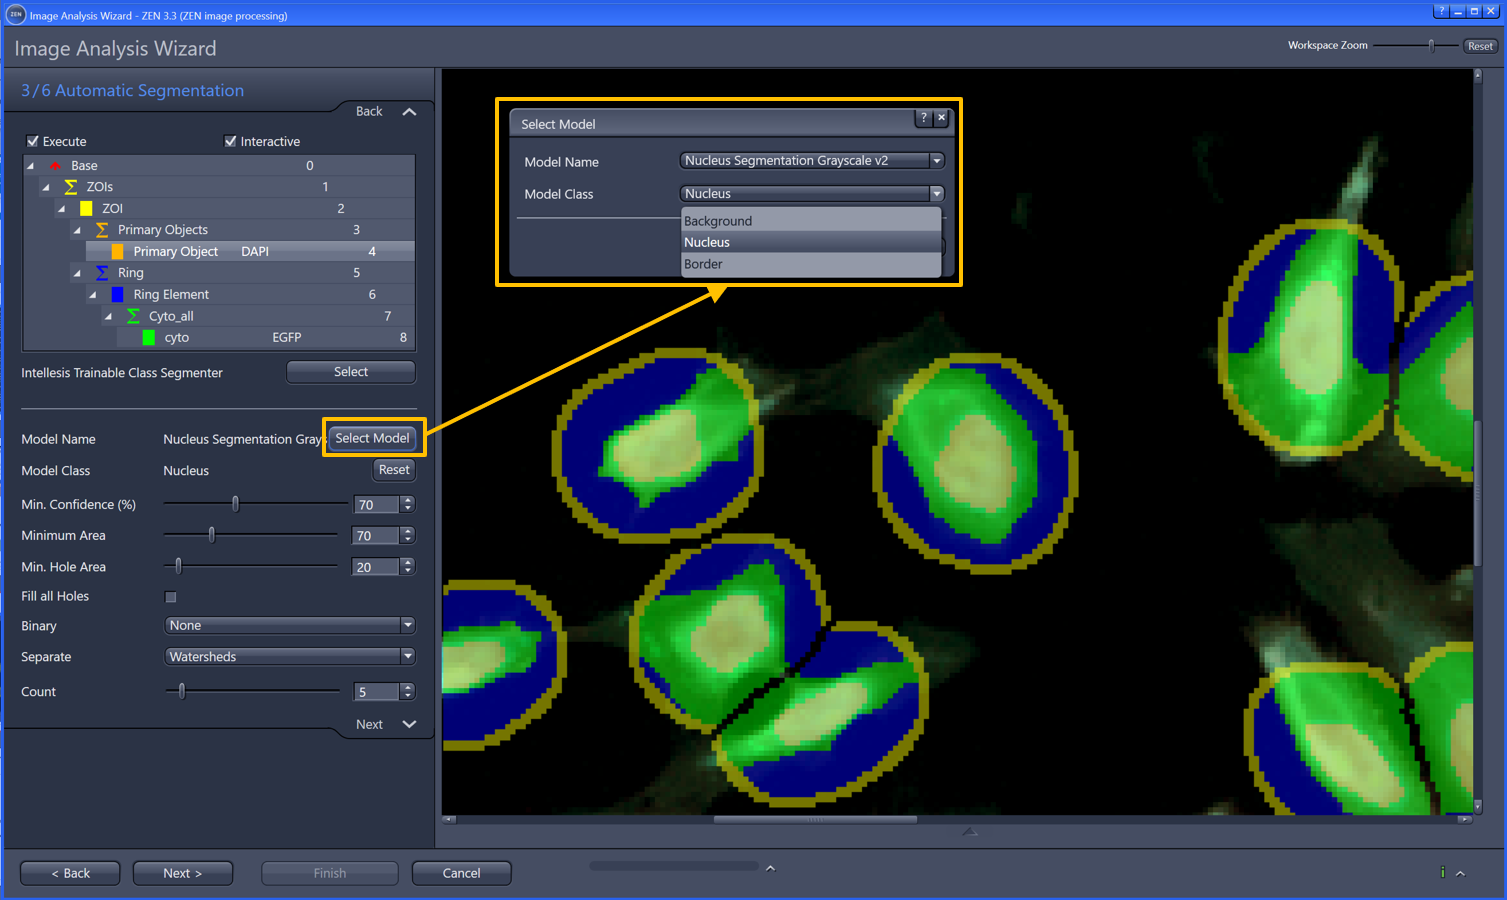 ZEN Image Analysis Wizard - ZEN 3.3 (ZEN image processing)
Image Analysis Wizard
Workspace Zoom Reset
3/6 Automatic Segmentation
Back
Execute Interactive
Base 0
ZOIs 1
ZOI 2
Primary Objects 3
Primary Object DAPI 4
Ring 5
Ring Element 6
Cyto_all 7
cyto EGFP 8
Intellesis Trainable Class Segmenter Select
Model Name Nucleus Segmentation Grays Select Model
Model Class Nucleus Reset
Min. Confidence (%) 70
Minimum Area 70
Min. Hole Area 20
Fill all Holes
Binary None
Separate Watersheds
Count 5
Next
Select Model
Model Name Nucleus Segmentation Grayscale v2
Model Class Nucleus
Background
Nucleus
Border
< Back Next > Finish Cancel